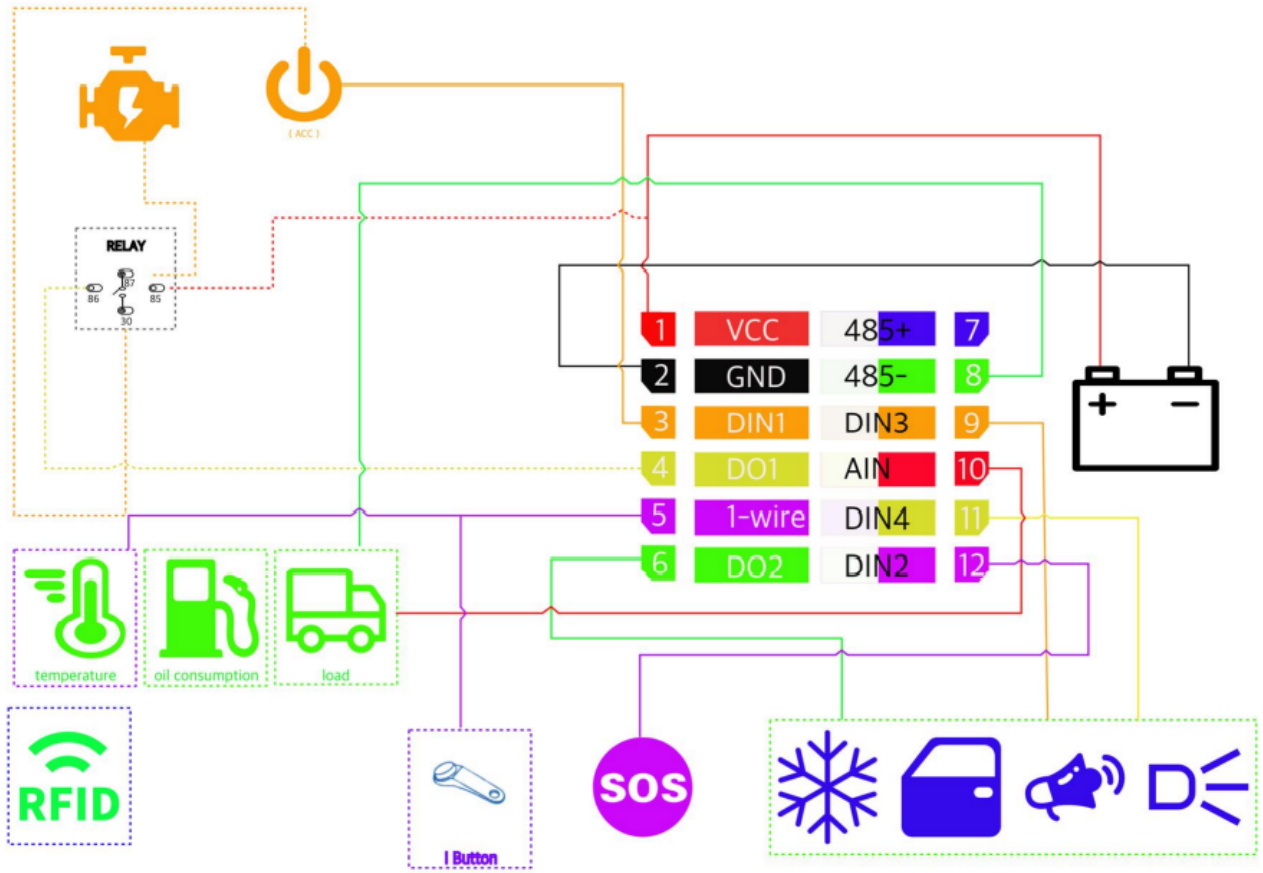 ( ACC )
RELAY
87
86
85
30
1 VCC 485+ 7
2 GND 485- 8
3 DIN1 DIN3 9
4 DO1 AIN 10
5 1-wire DIN4 11
6 DO2 DIN2 12
+ -
temperature
oil consumption
load
RFID
I Button
SOS